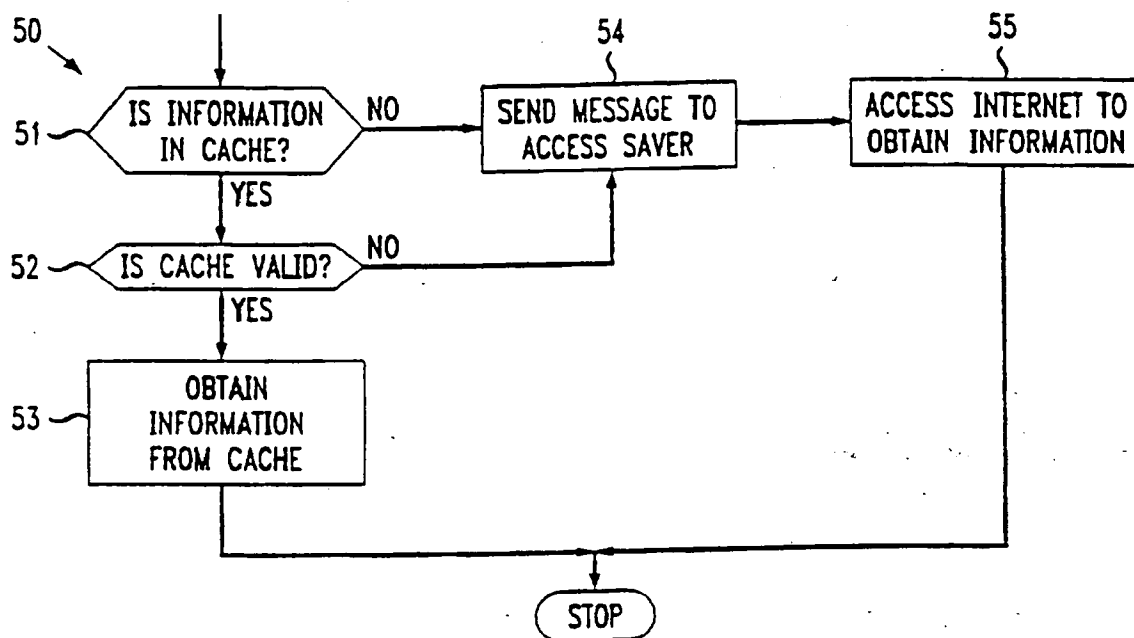 50
54
55
51
IS INFORMATION
IN CACHE?
NO
SEND MESSAGE TO
ACCESS SAVER
ACCESS INTERNET TO
OBTAIN INFORMATION
YES
52
IS CACHE VALID?
NO
YES
53
OBTAIN
INFORMATION
FROM CACHE
STOP